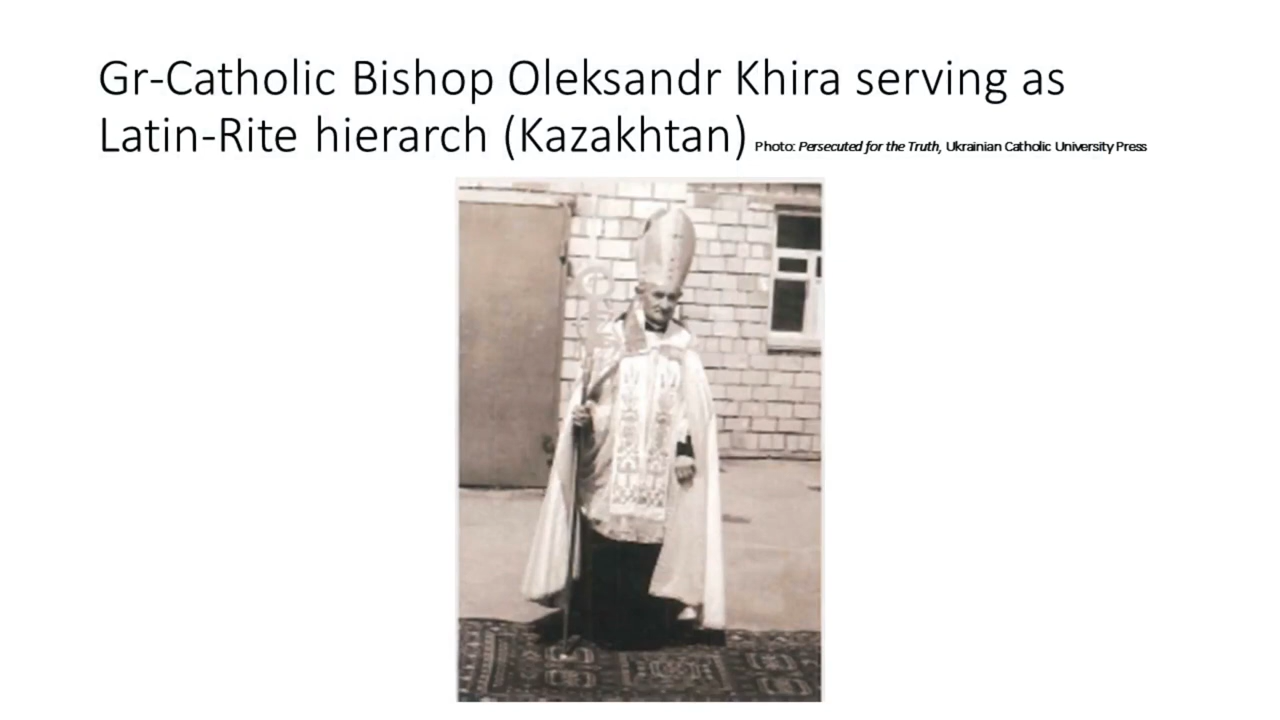 Gr-Catholic Bishop Oleksandr Khira serving as
Latin-Rite hierarch (Kazakhtan) Photo: Persecuted for the Truth, Ukrainian Catholic University Press